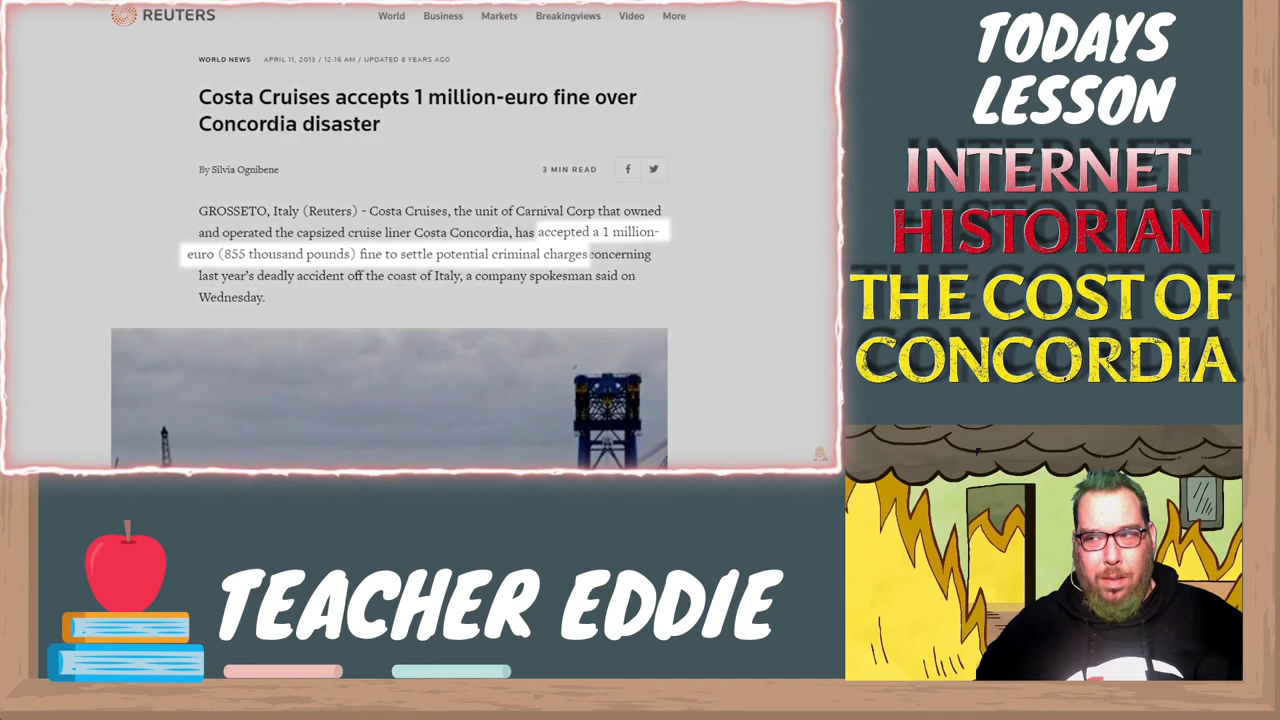 REUTERS
World Business Markets Breakingviews Video More
WORLD NEWS APRIL 11, 2013 / 12:16 AM / UPDATED 8 YEARS AGO
Costa Cruises accepts 1 million-euro fine over
Concordia disaster
By Silvia Ognibene
3 MIN READ
GROSSETO, Italy (Reuters) - Costa Cruises, the unit of Carnival Corp that owned
and operated the capsized cruise liner Costa Concordia, has accepted a 1 million-
euro (855 thousand pounds) fine to settle potential criminal charges concerning
last year’s deadly accident off the coast of Italy, a company spokesman said on
Wednesday.
TODAYS
LESSON
INTERNET
HISTORIAN
THE COST OF
CONCORDIA
TEACHER EDDIE